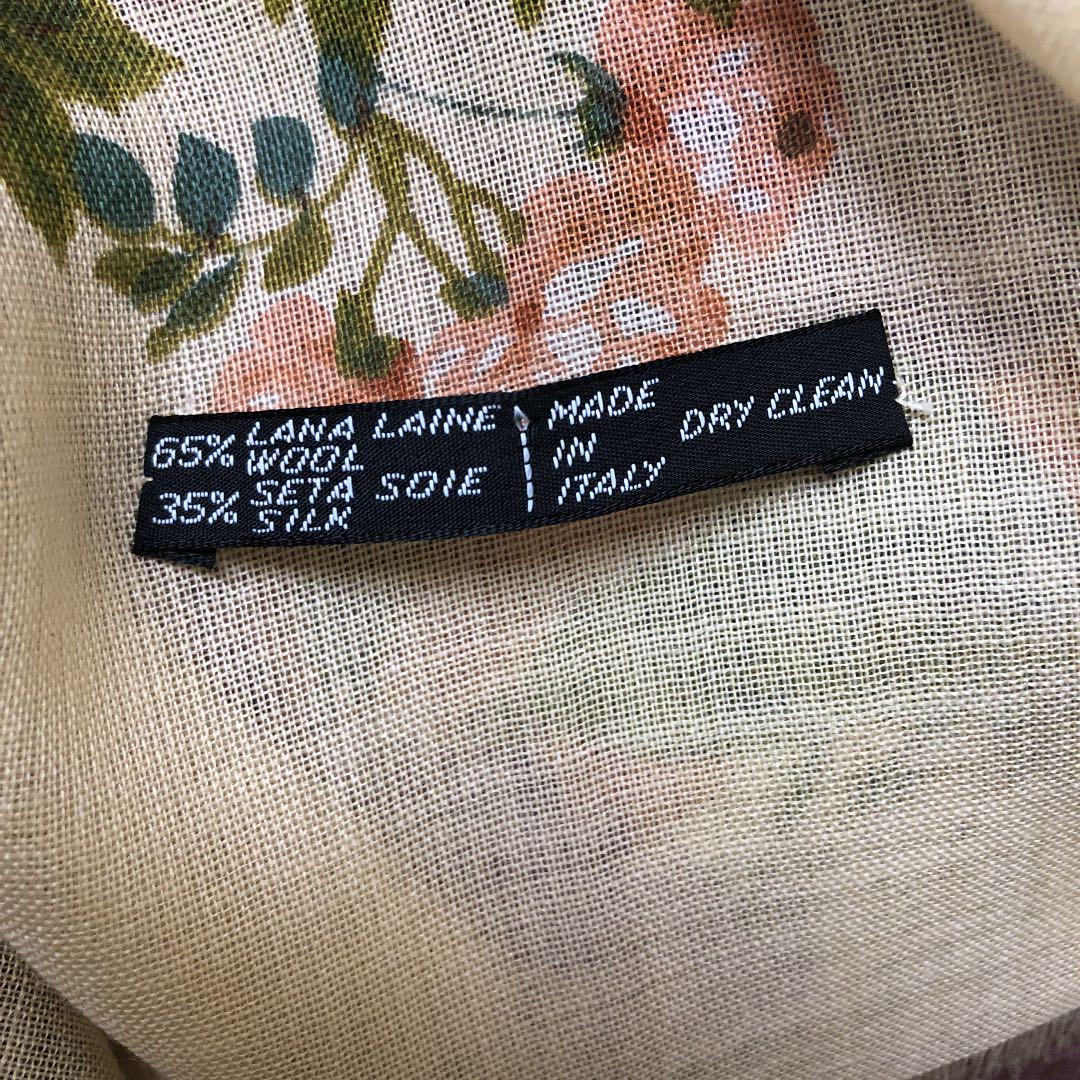 65% LANA LAINE
WOOL
35% SETA SOIE
SILK
MADE
IN
ITALY
DRY CLEAN